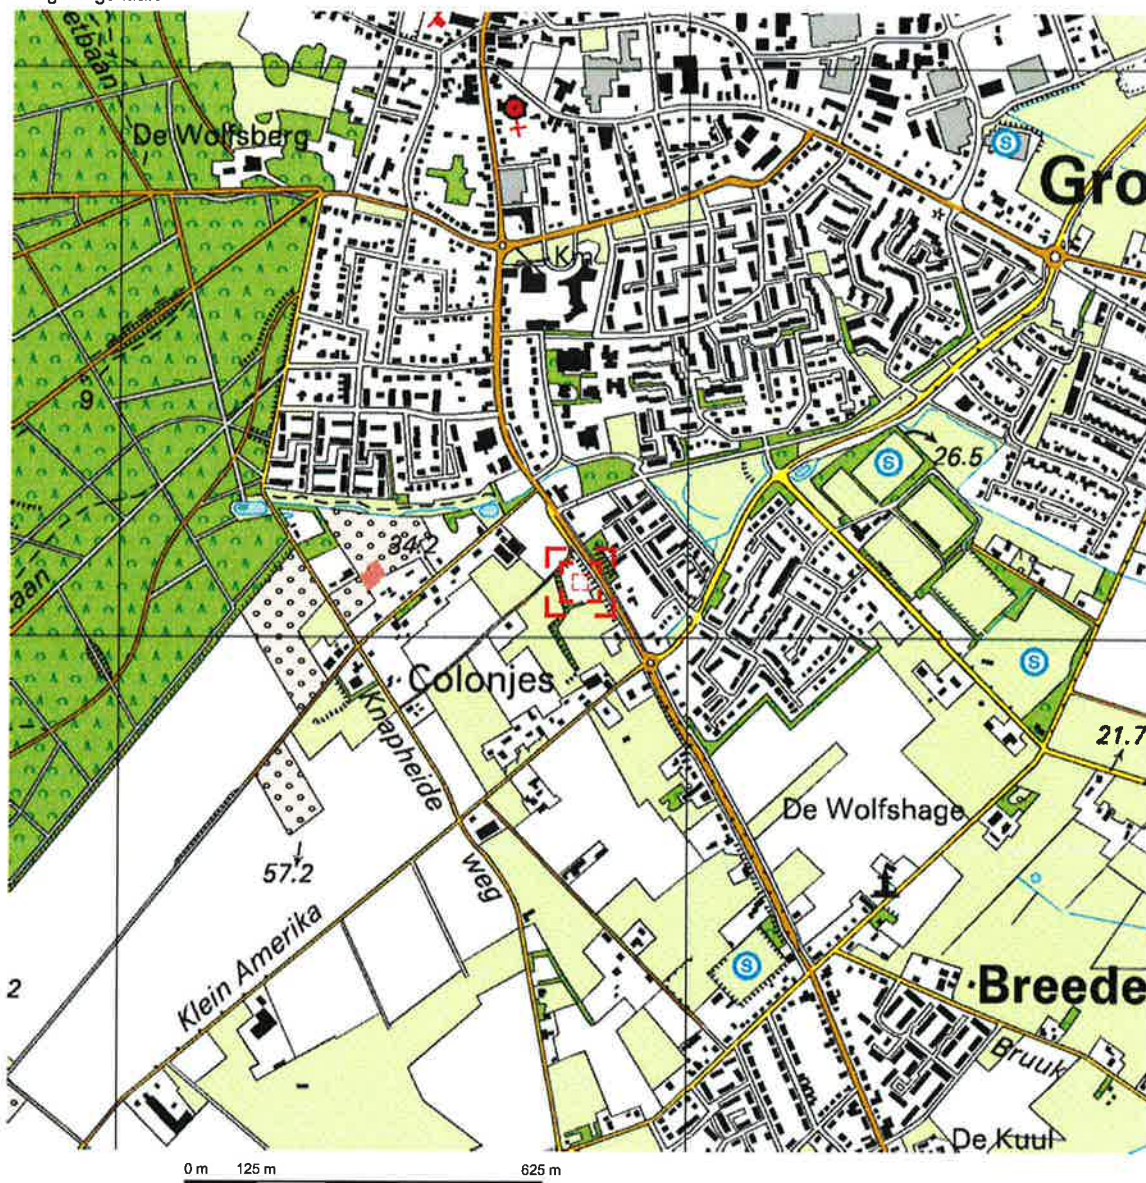 De Wolfsberg
Gro
K
S
9
26.5
S
34.2
aan
S
Colonjes
Knapheide
weg
21.7
De Wolfshage
57.2
Klein Amerika
S
2
Breede
Bruuk
De Kuul
0 m 125 m 625 m